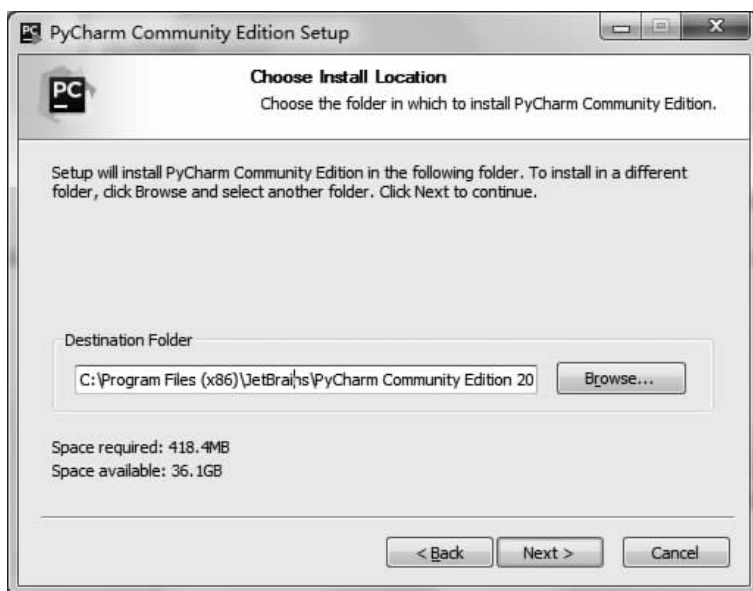 PyCharm Community Edition Setup
PC
Choose Install Location
Choose the folder in which to install PyCharm Community Edition.
Setup will install PyCharm Community Edition in the following folder. To install in a different
folder, click Browse and select another folder. Click Next to continue.
Destination Folder
C:\Program Files (x86)\JetBrains\PyCharm Community Edition 20
Browse...
Space required: 418.4MB
Space available: 36.1GB
< Back
Next >
Cancel